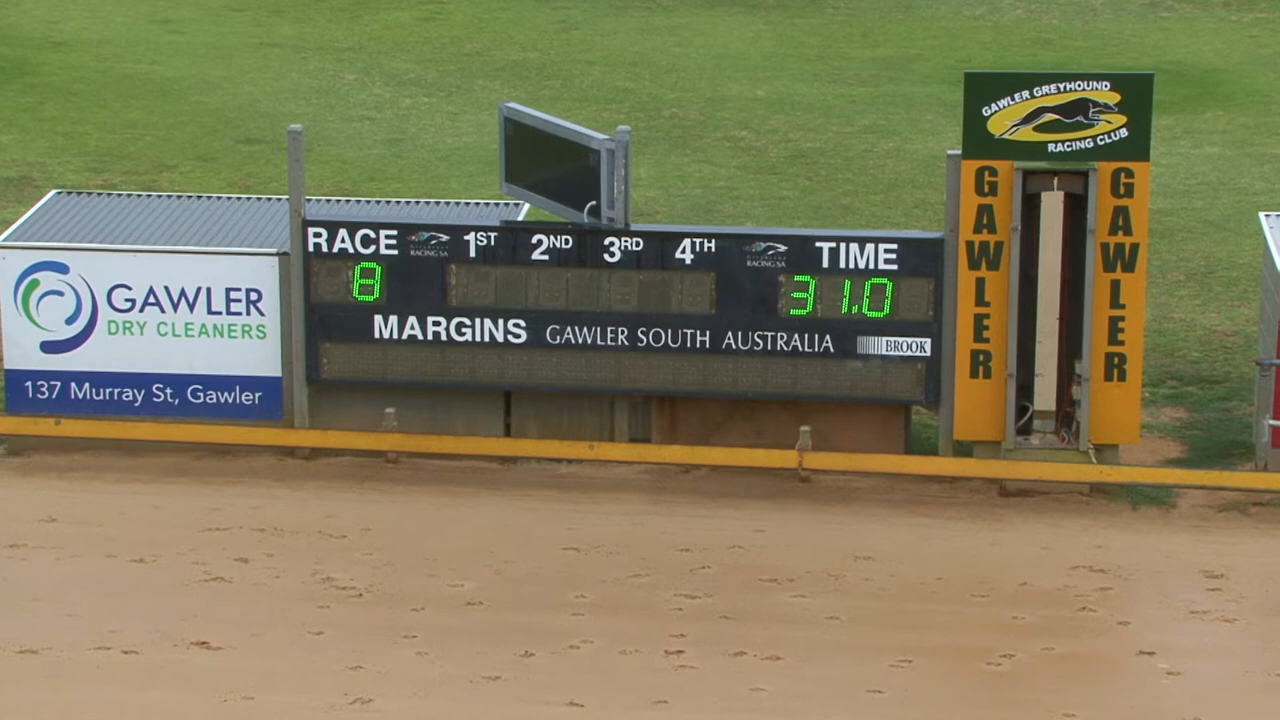 GAWLER GREYHOUND
RACING CLUB
GAWLER
GAWLER
RACE
RACING SA
1ST
2ND
3RD
4TH
RACING SA
TIME
8
31.0
MARGINS
GAWLER SOUTH AUSTRALIA
BROOK
GAWLER
DRY CLEANERS
137 Murray St, Gawler